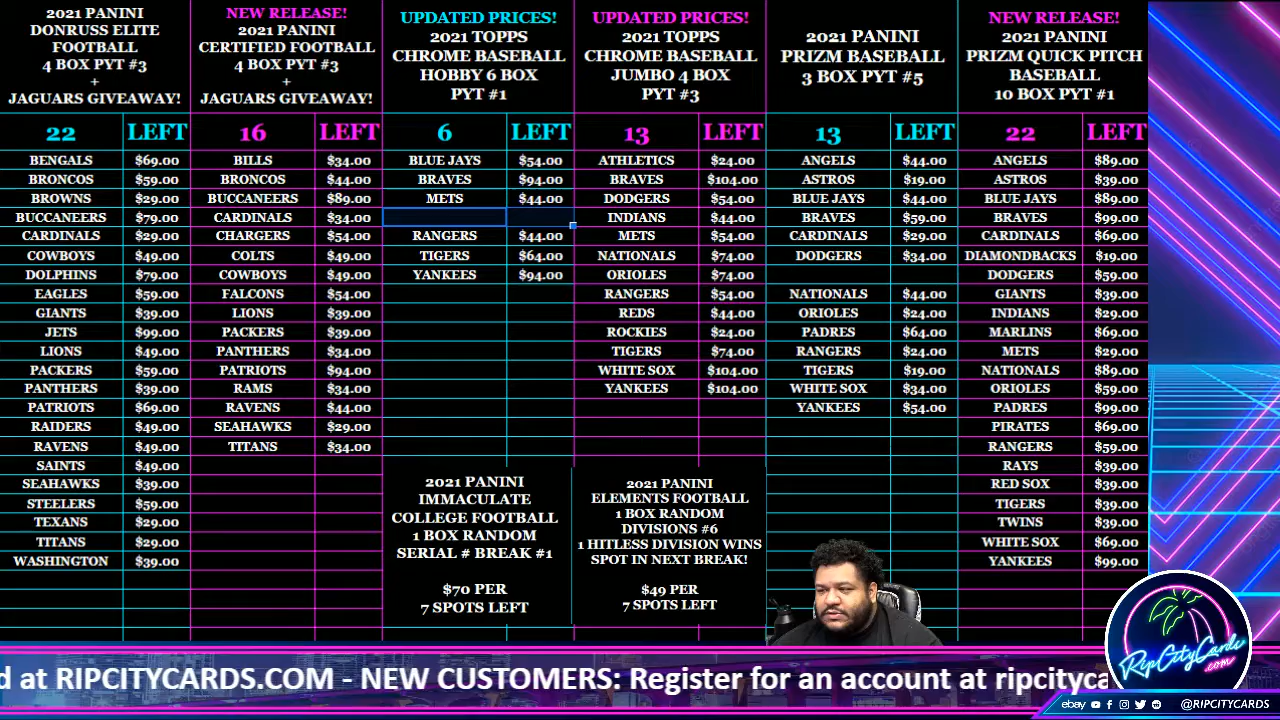 2021 PANINI
DONRUSS ELITE
FOOTBALL
4 BOX PYT #3
+
JAGUARS GIVEAWAY!
22 LEFT
BENGALS $69.00
BRONCOS $59.00
BROWNS $29.00
BUCCANEERS $79.00
CARDINALS $29.00
COWBOYS $49.00
DOLPHINS $79.00
EAGLES $59.00
GIANTS $39.00
JETS $99.00
LIONS $49.00
PACKERS $59.00
PANTHERS $39.00
PATRIOTS $69.00
RAIDERS $49.00
RAVENS $49.00
SAINTS $49.00
SEAHAWKS $39.00
STEELERS $59.00
TEXANS $29.00
TITANS $29.00
WASHINGTON $39.00
NEW RELEASE!
2021 PANINI
CERTIFIED FOOTBALL
4 BOX PYT #3
+
JAGUARS GIVEAWAY!
16 LEFT
BILLS $34.00
BRONCOS $44.00
BUCCANEERS $89.00
CARDINALS $34.00
CHARGERS $54.00
COLTS $49.00
COWBOYS $49.00
FALCONS $54.00
LIONS $39.00
PACKERS $39.00
PANTHERS $34.00
PATRIOTS $94.00
RAMS $34.00
RAVENS $44.00
SEAHAWKS $29.00
TITANS $34.00
UPDATED PRICES!
2021 TOPPS
CHROME BASEBALL
HOBBY 6 BOX
PYT #1
6 LEFT
BLUE JAYS $54.00
BRAVES $94.00
METS $44.00
RANGERS $44.00
TIGERS $64.00
YANKEES $94.00
2021 PANINI
IMMACULATE
COLLEGE FOOTBALL
1 BOX RANDOM
SERIAL # BREAK #1
$70 PER
7 SPOTS LEFT
UPDATED PRICES!
2021 TOPPS
CHROME BASEBALL
JUMBO 4 BOX
PYT #3
13 LEFT
ATHLETICS $24.00
BRAVES $104.00
DODGERS $54.00
INDIANS $44.00
METS $54.00
NATIONALS $74.00
ORIOLES $74.00
RANGERS $54.00
REDS $44.00
ROCKIES $24.00
TIGERS $74.00
WHITE SOX $104.00
YANKEES $104.00
2021 PANINI
ELEMENTS FOOTBALL
1 BOX RANDOM
DIVISIONS #6
1 HITLESS DIVISION WINS
SPOT IN NEXT BREAK!
$49 PER
7 SPOTS LEFT
2021 PANINI
PRIZM BASEBALL
3 BOX PYT #5
13 LEFT
ANGELS $44.00
ASTROS $19.00
BLUE JAYS $44.00
BRAVES $59.00
CARDINALS $29.00
DODGERS $34.00
NATIONALS $44.00
ORIOLES $24.00
PADRES $64.00
RANGERS $24.00
TIGERS $19.00
WHITE SOX $34.00
YANKEES $54.00
NEW RELEASE!
2021 PANINI
PRIZM QUICK PITCH
BASEBALL
10 BOX PYT #1
22 LEFT
ANGELS $89.00
ASTROS $39.00
BLUE JAYS $89.00
BRAVES $99.00
CARDINALS $69.00
DIAMONDBACKS $19.00
DODGERS $59.00
GIANTS $39.00
INDIANS $29.00
MARLINS $69.00
METS $29.00
NATIONALS $89.00
ORIOLES $59.00
PADRES $99.00
PIRATES $69.00
RANGERS $59.00
RAYS $39.00
RED SOX $39.00
TIGERS $39.00
TWINS $39.00
WHITE SOX $69.00
YANKEES $99.00
RipCityCards
.com
d at RIPCITYCARDS.COM - NEW CUSTOMERS: Register for an account at ripcityca
ebay @RIPCITYCARDS